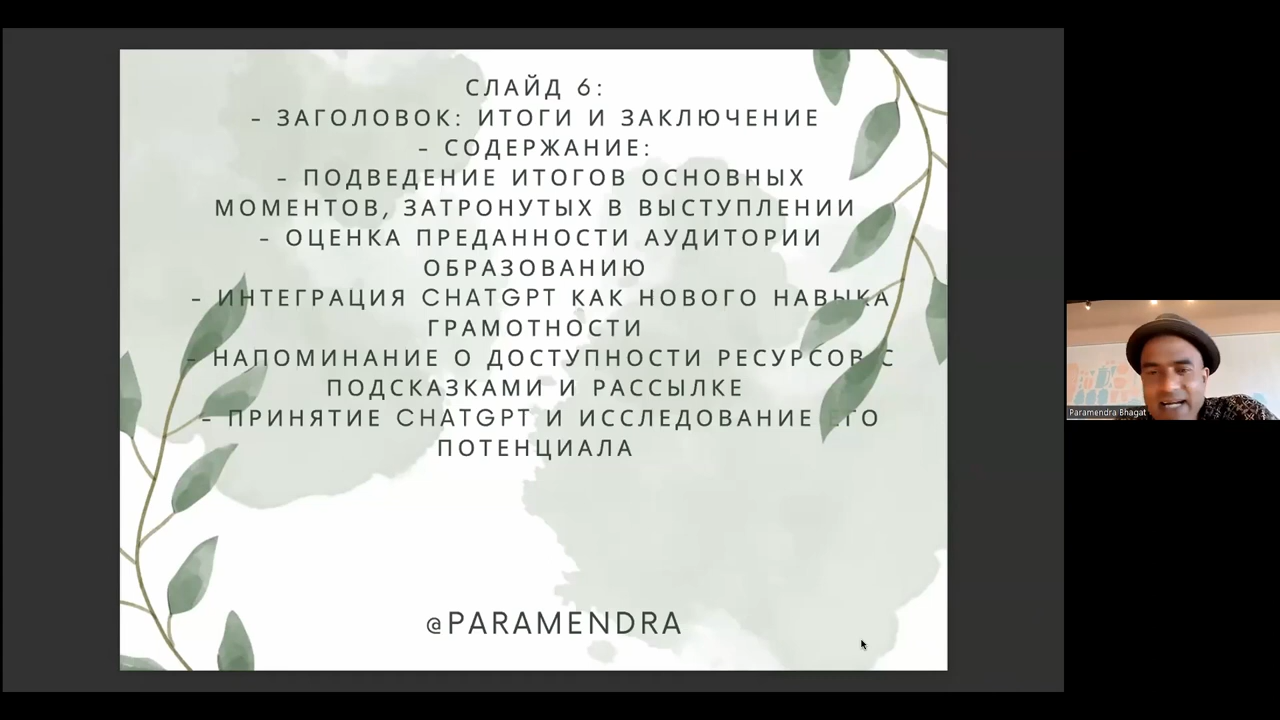 СЛАЙД 6:
- ЗАГОЛОВОК: ИТОГИ И ЗАКЛЮЧЕНИЕ
- СОДЕРЖАНИЕ:
- ПОДВЕДЕНИЕ ИТОГОВ ОСНОВНЫХ
МОМЕНТОВ, ЗАТРОНУТЫХ В ВЫСТУПЛЕНИИ
- ОЦЕНКА ПРЕДАННОСТИ АУДИТОРИИ
ОБРАЗОВАНИЮ
- ИНТЕГРАЦИЯ CHATGPT КАК НОВОГО НАВЫКА
ГРАМОТНОСТИ
- НАПОМИНАНИЕ О ДОСТУПНОСТИ РЕСУРСОВ С
ПОДСКАЗКАМИ И РАССЫЛКЕ
- ПРИНЯТИЕ CHATGPT И ИССЛЕДОВАНИЕ ЕГО
ПОТЕНЦИАЛА
@PARAMENDRA
Paramendra Bhagat